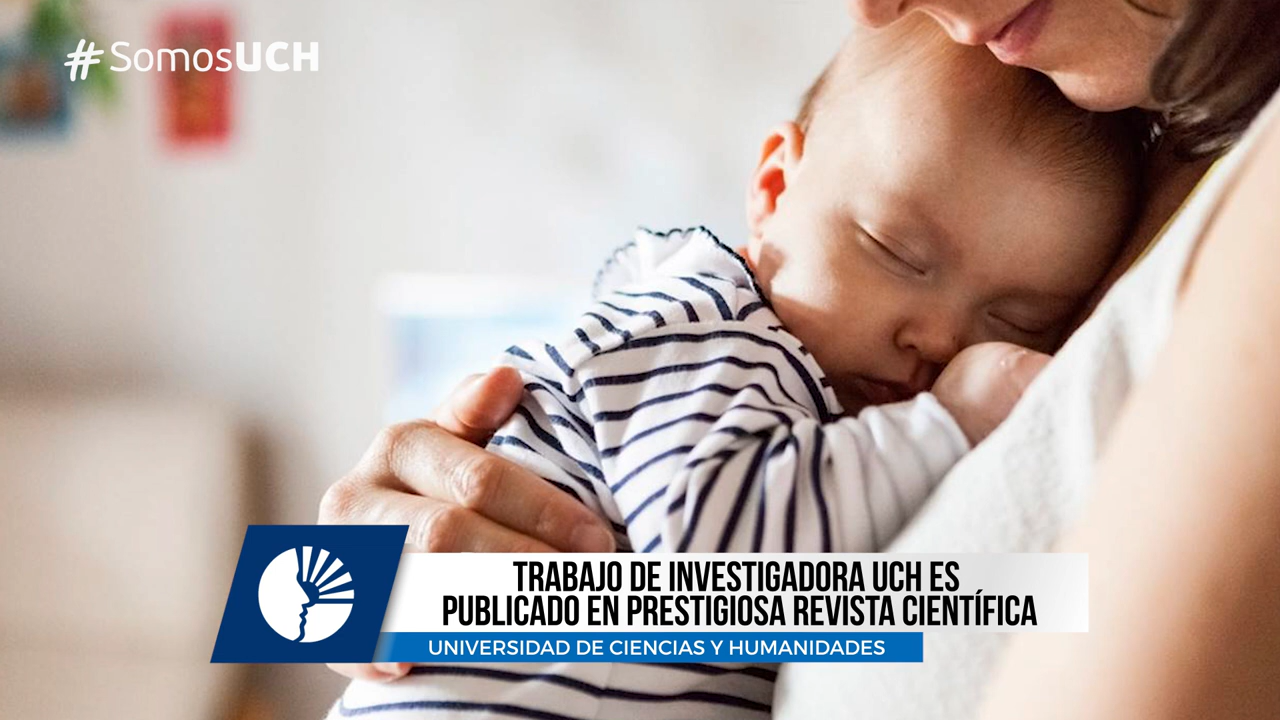 #SomosUCH
TRABAJO DE INVESTIGADORA UCH ES
PUBLICADO EN PRESTIGIOSA REVISTA CIENTÍFICA
UNIVERSIDAD DE CIENCIAS Y HUMANIDADES